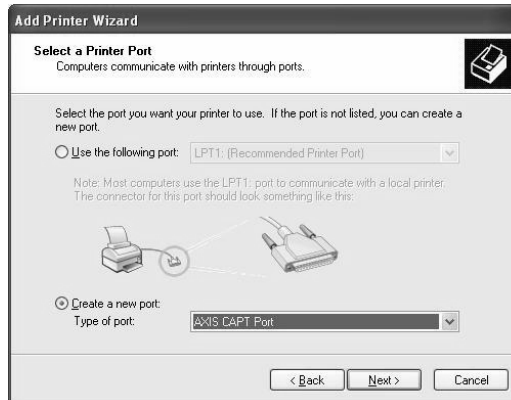 Add Printer Wizard
Select a Printer Port
Computers communicate with printers through ports.
Select the port you want your printer to use. If the port is not listed, you can create a
new port.
Use the following port: LPT1: (Recommended Printer Port)
Note: Most computers use the LPT1: port to communicate with a local printer.
The connector for this port should look something like this:
Create a new port:
Type of port: AXIS CAPT Port
< Back Next > Cancel